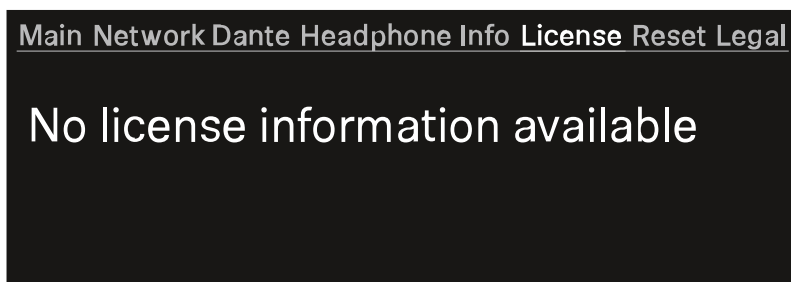 Main Network Dante Headphone Info License Reset Legal
No license information available